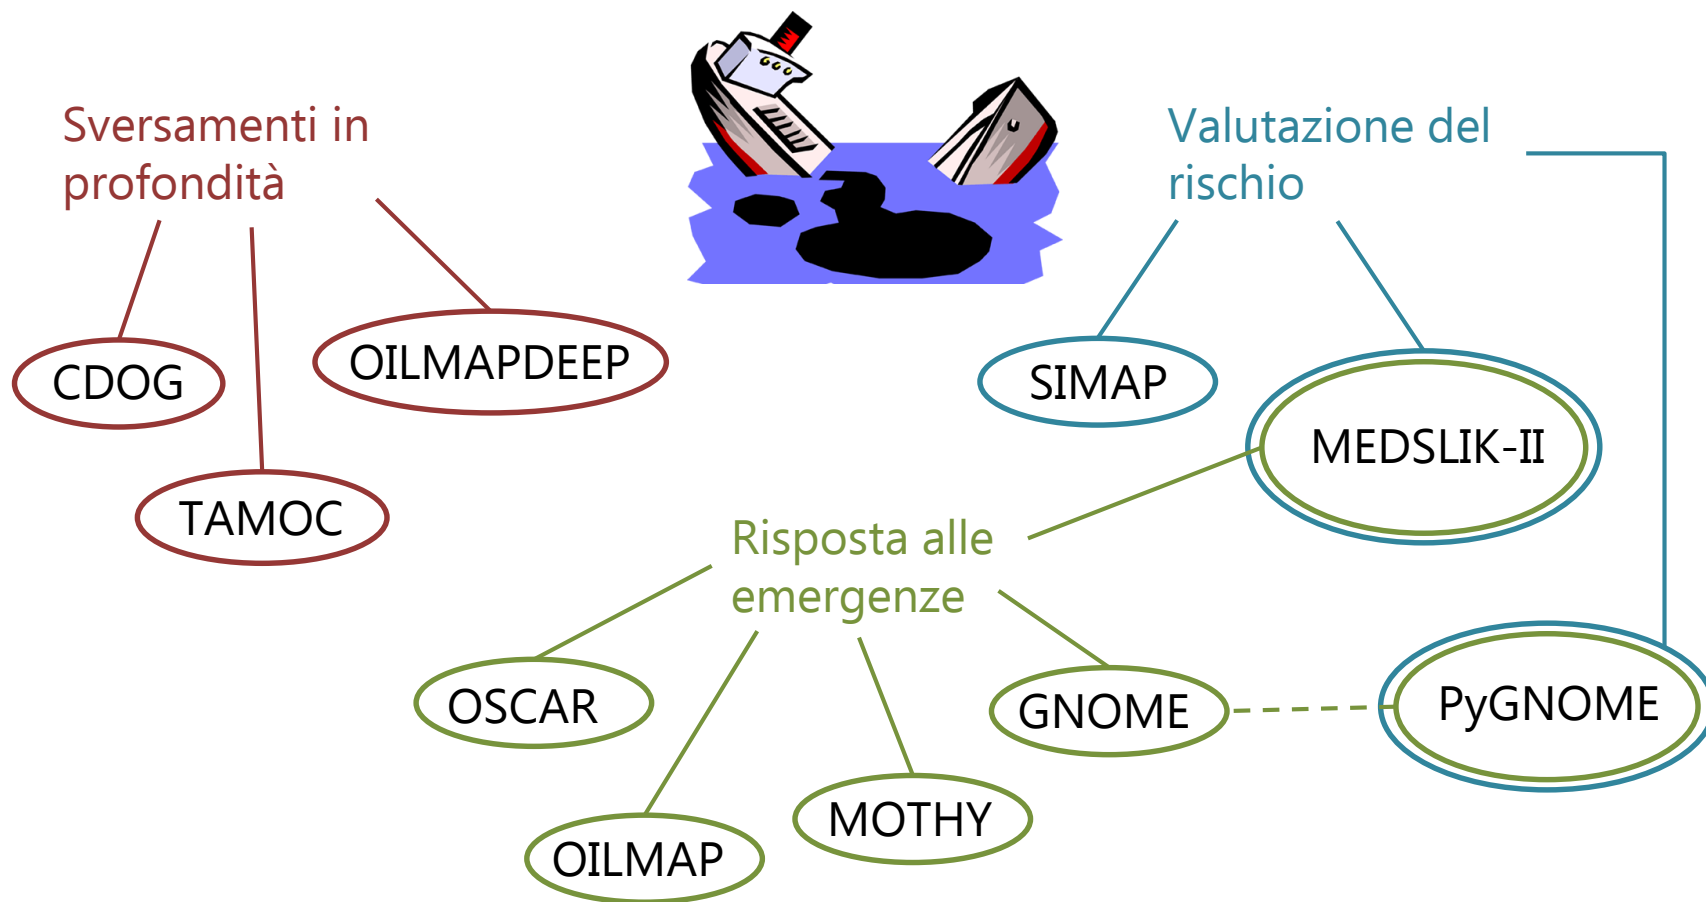 Sversamenti in
profondità
CDOG
TAMOC
OILMAPDEEP
Valutazione del
rischio
SIMAP
MEDSLIK-II
PyGNOME
Risposta alle
emergenze
OSCAR
OILMAP
MOTHY
GNOME